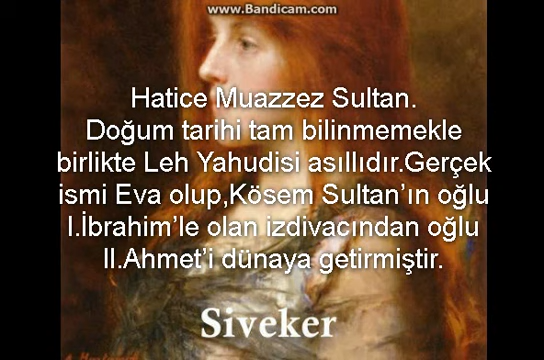 www.Bandicam.com
Hatice Muazzez Sultan.
Doğum tarihi tam bilinmemekle
birlikte Leh Yahudisi asıllıdır.Gerçek
ismi Eva olup,Kösem Sultan’ın oğlu
I.İbrahim’le olan izdivacından oğlu
II.Ahmet’i dünaya getirmiştir.
Siveker